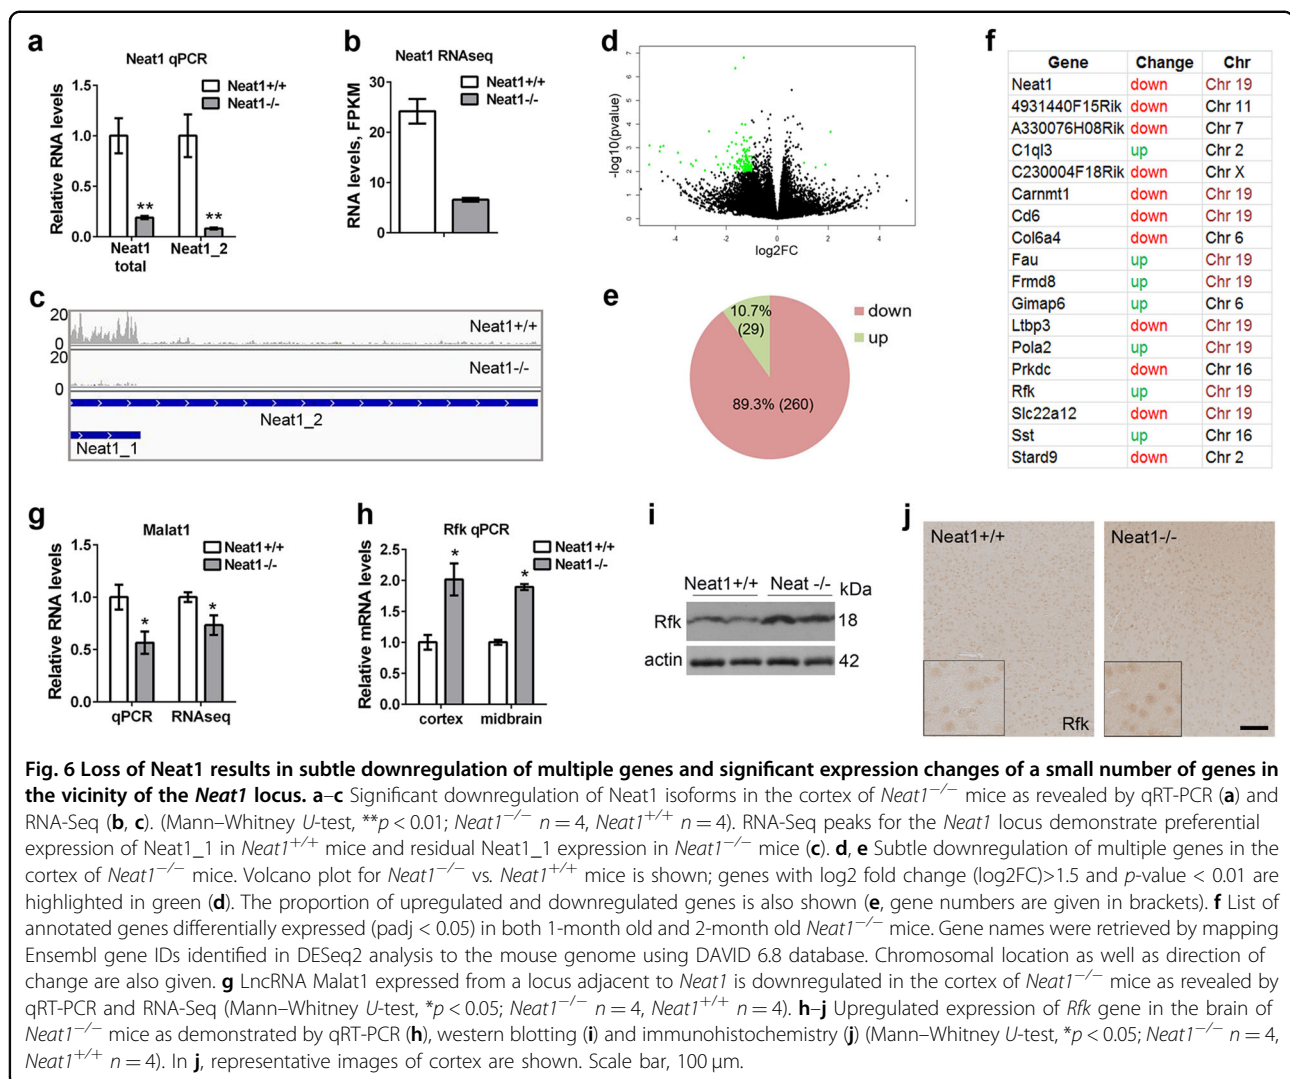 a
Neat1 qPCR
Neat1+/+
Neat1-/-
Relative RNA levels
1.5
1.0
0.5
0.0
**
**
Neat1 total
Neat1_2
b
Neat1 RNAseq
Neat1+/+
Neat1-/-
RNA levels, FPKM
30
20
10
0
c
20
0
Neat1+/+
20
0
Neat1-/-
Neat1_2
Neat1_1
d
-log10(pvalue)
7
6
5
4
3
2
1
0
-4
-2
0
2
4
log2FC
e
10.7%
(29)
89.3% (260)
down
up
f
Gene Change Chr
Neat1 down Chr 19
4931440F15Rik down Chr 11
A330076H08Rik down Chr 7
C1ql3 up Chr 2
C230004F18Rik down Chr X
Carnmt1 down Chr 19
Cd6 down Chr 19
Col6a4 down Chr 6
Fau up Chr 19
Frmd8 up Chr 19
Gimap6 up Chr 6
Ltbp3 down Chr 19
Pola2 up Chr 19
Prkdc down Chr 16
Rfk up Chr 19
Slc22a12 down Chr 19
Sst up Chr 16
Stard9 down Chr 2
g
Malat1
Neat1+/+
Neat1-/-
Relative RNA levels
1.5
1.0
0.5
0.0
*
*
qPCR
RNAseq
h
Rfk qPCR
Neat1+/+
Neat1-/-
Relative mRNA levels
2.5
2.0
1.5
1.0
0.5
0.0
*
*
cortex
midbrain
i
Neat1+/+ Neat -/- kDa
Rfk 18
actin 42
j
Neat1+/+
Rfk
Neat1-/-
Fig. 6 Loss of Neat1 results in subtle downregulation of multiple genes and significant expression changes of a small number of genes in
the vicinity of the Neat1 locus. a–c Significant downregulation of Neat1 isoforms in the cortex of Neat1−/− mice as revealed by qRT-PCR (a) and
RNA-Seq (b, c). (Mann–Whitney U-test, **p < 0.01; Neat1−/− n = 4, Neat1+/+ n = 4). RNA-Seq peaks for the Neat1 locus demonstrate preferential
expression of Neat1_1 in Neat1+/+ mice and residual Neat1_1 expression in Neat1−/− mice (c). d, e Subtle downregulation of multiple genes in the
cortex of Neat1−/− mice. Volcano plot for Neat1−/− vs. Neat1+/+ mice is shown; genes with log2 fold change (log2FC)>1.5 and p-value < 0.01 are
highlighted in green (d). The proportion of upregulated and downregulated genes is also shown (e, gene numbers are given in brackets). f List of
annotated genes differentially expressed (padj < 0.05) in both 1-month old and 2-month old Neat1−/− mice. Gene names were retrieved by mapping
Ensembl gene IDs identified in DESeq2 analysis to the mouse genome using DAVID 6.8 database. Chromosomal location as well as direction of
change are also given. g LncRNA Malat1 expressed from a locus adjacent to Neat1 is downregulated in the cortex of Neat1−/− mice as revealed by
qRT-PCR and RNA-Seq (Mann–Whitney U-test, *p < 0.05; Neat1−/− n = 4, Neat1+/+ n = 4). h–j Upregulated expression of Rfk gene in the brain of
Neat1−/− mice as demonstrated by qRT-PCR (h), western blotting (i) and immunohistochemistry (j) (Mann–Whitney U-test, *p < 0.05; Neat1−/− n = 4,
Neat1+/+ n = 4). In j, representative images of cortex are shown. Scale bar, 100 µm.